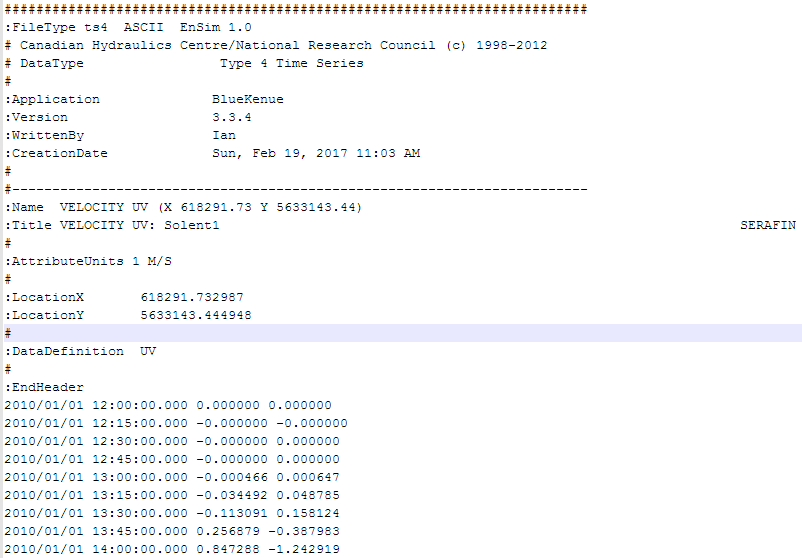 ########################################################################
:FileType ts4  ASCII  EnSim 1.0
# Canadian Hydraulics Centre/National Research Council (c) 1998-2012
# DataType                 Type 4 Time Series
#
:Application              BlueKenue
:Version                  3.3.4
:WrittenBy                Ian
:CreationDate             Sun, Feb 19, 2017 11:03 AM
#
#------------------------------------------------------------------------
:Name  VELOCITY UV (X 618291.73 Y 5633143.44)
:Title VELOCITY UV: Solent1                                                                 SERAFIN
#
:AttributeUnits 1 M/S
#
:LocationX       618291.732987
:LocationY       5633143.444948
#
:DataDefinition  UV
#
:EndHeader
2010/01/01 12:00:00.000 0.000000 0.000000
2010/01/01 12:15:00.000 -0.000000 -0.000000
2010/01/01 12:30:00.000 -0.000000 0.000000
2010/01/01 12:45:00.000 -0.000000 0.000000
2010/01/01 13:00:00.000 -0.000466 0.000647
2010/01/01 13:15:00.000 -0.034492 0.048785
2010/01/01 13:30:00.000 -0.113091 0.158124
2010/01/01 13:45:00.000 0.256879 -0.387983
2010/01/01 14:00:00.000 0.847288 -1.242919